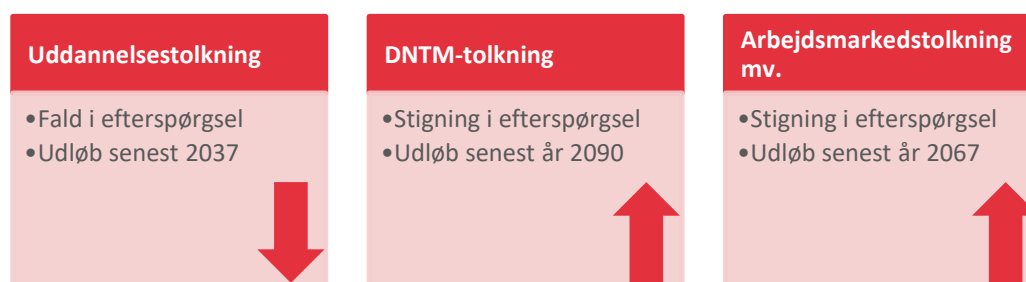 Uddannelsestolkning
•Fald i efterspørgsel
•Udløb senest 2037
DNTM-tolkning
•Stigning i efterspørgsel
•Udløb senest år 2090
Arbejdsmarkedstolkning
mv.
•Stigning i efterspørgsel
•Udløb senest år 2067